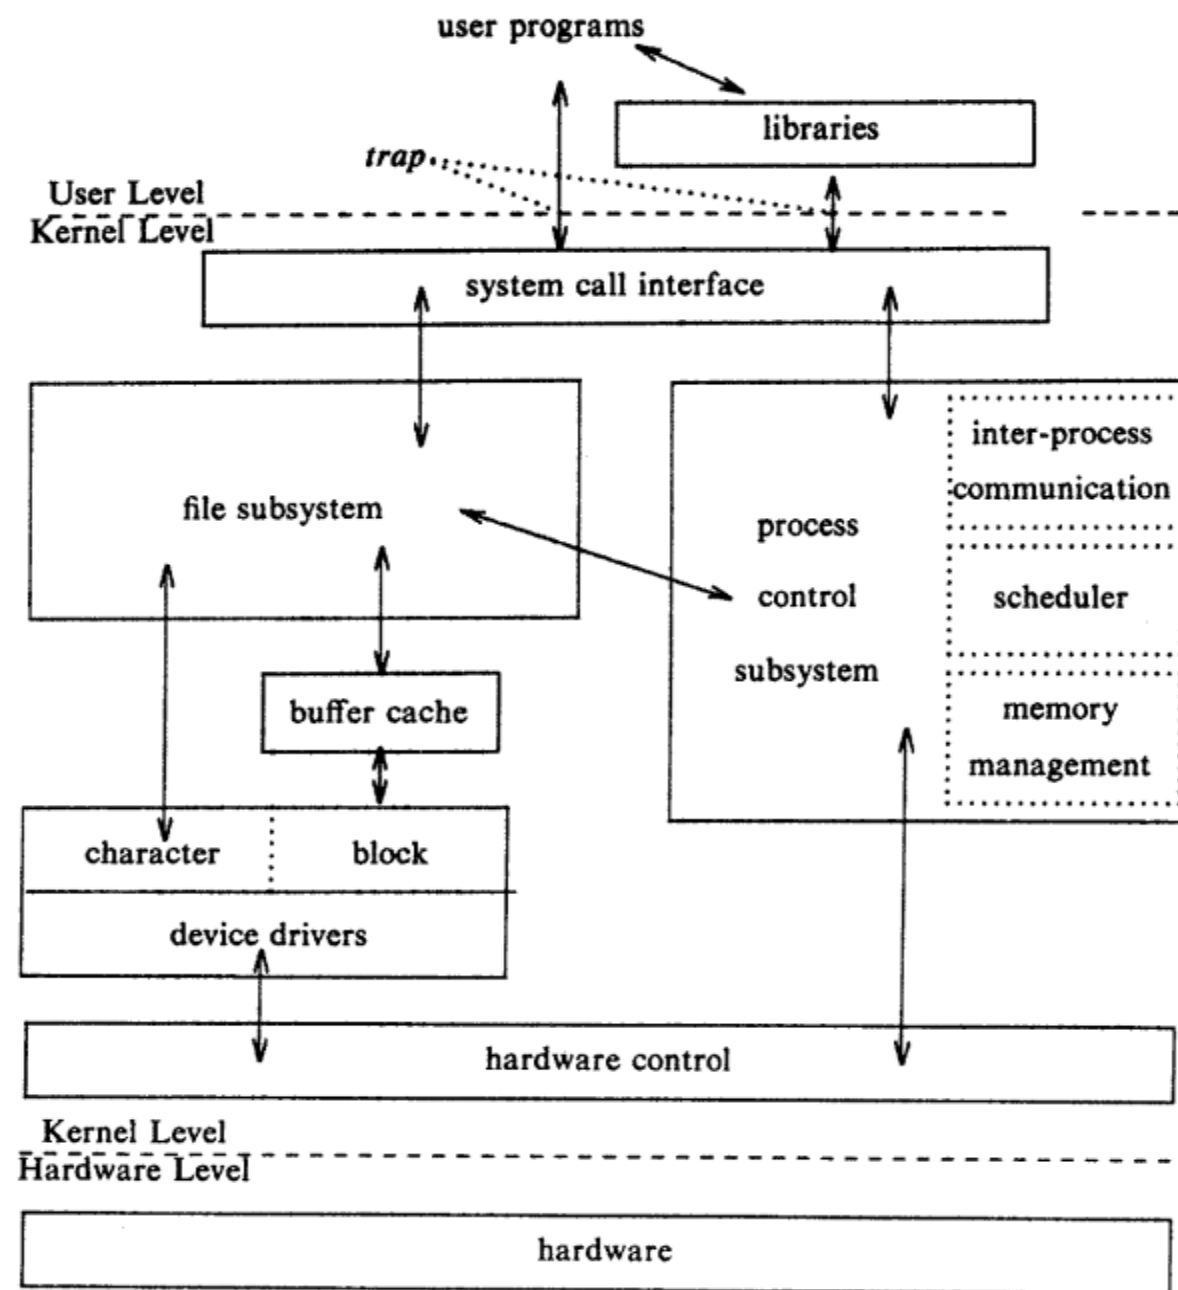 user programs
libraries
trap
User Level
Kernel Level
system call interface
file subsystem
inter-process
communication
process
control
subsystem
scheduler
memory
management
buffer cache
character
block
device drivers
hardware control
Kernel Level
Hardware Level
hardware